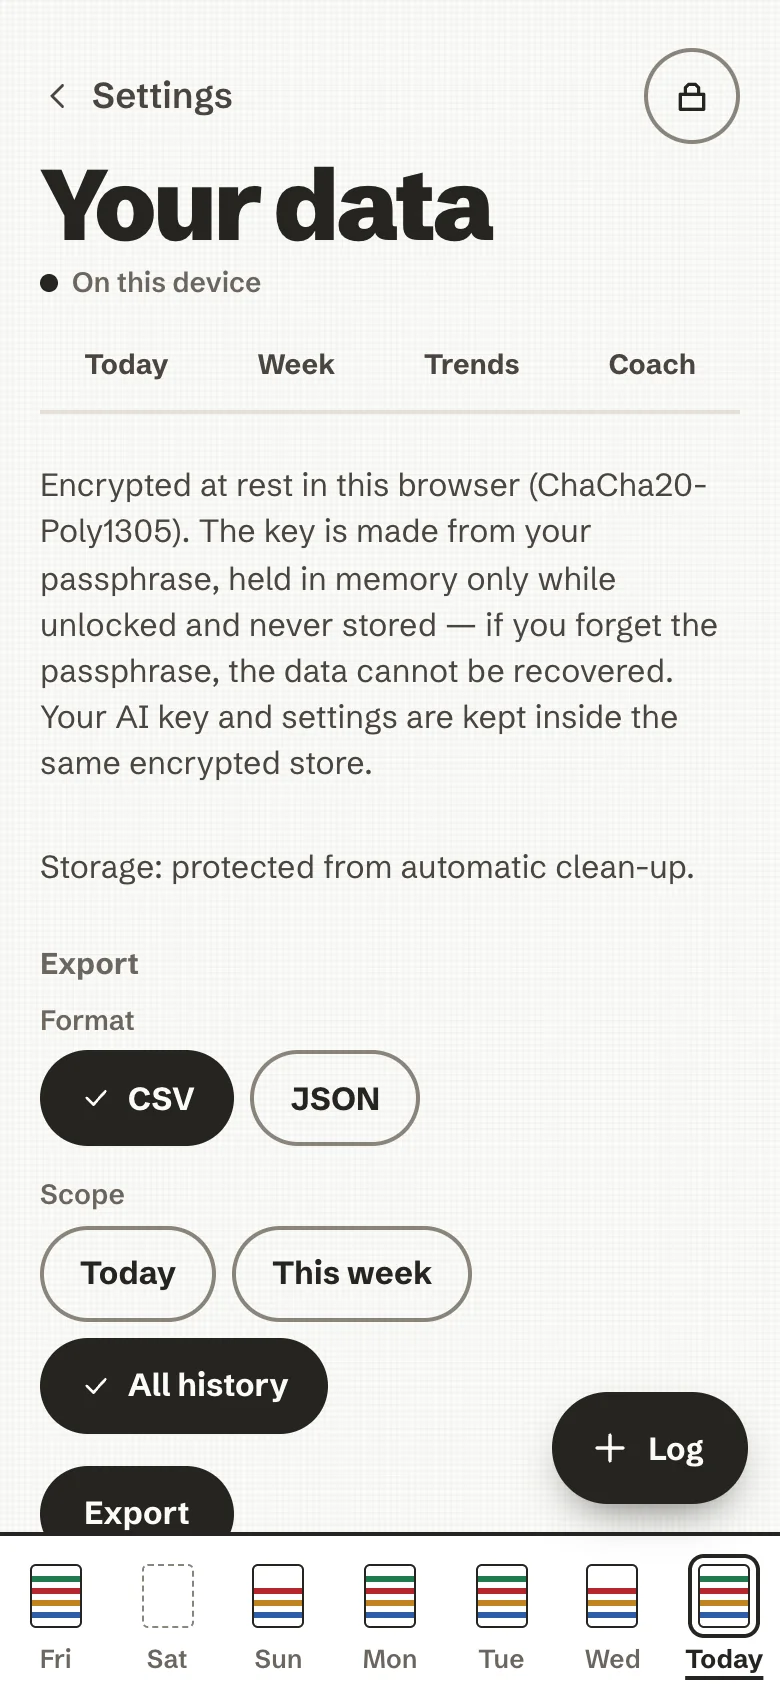 Settings
Your data
On this device
Today Week Trends Coach
Encrypted at rest in this browser (ChaCha20-
Poly1305). The key is made from your
passphrase, held in memory only while
unlocked and never stored — if you forget the
passphrase, the data cannot be recovered.
Your AI key and settings are kept inside the
same encrypted store.
Storage: protected from automatic clean-up.
Export
Format
CSV JSON
Scope
Today This week
All history
Log
Export
Fri Sat Sun Mon Tue Wed Today